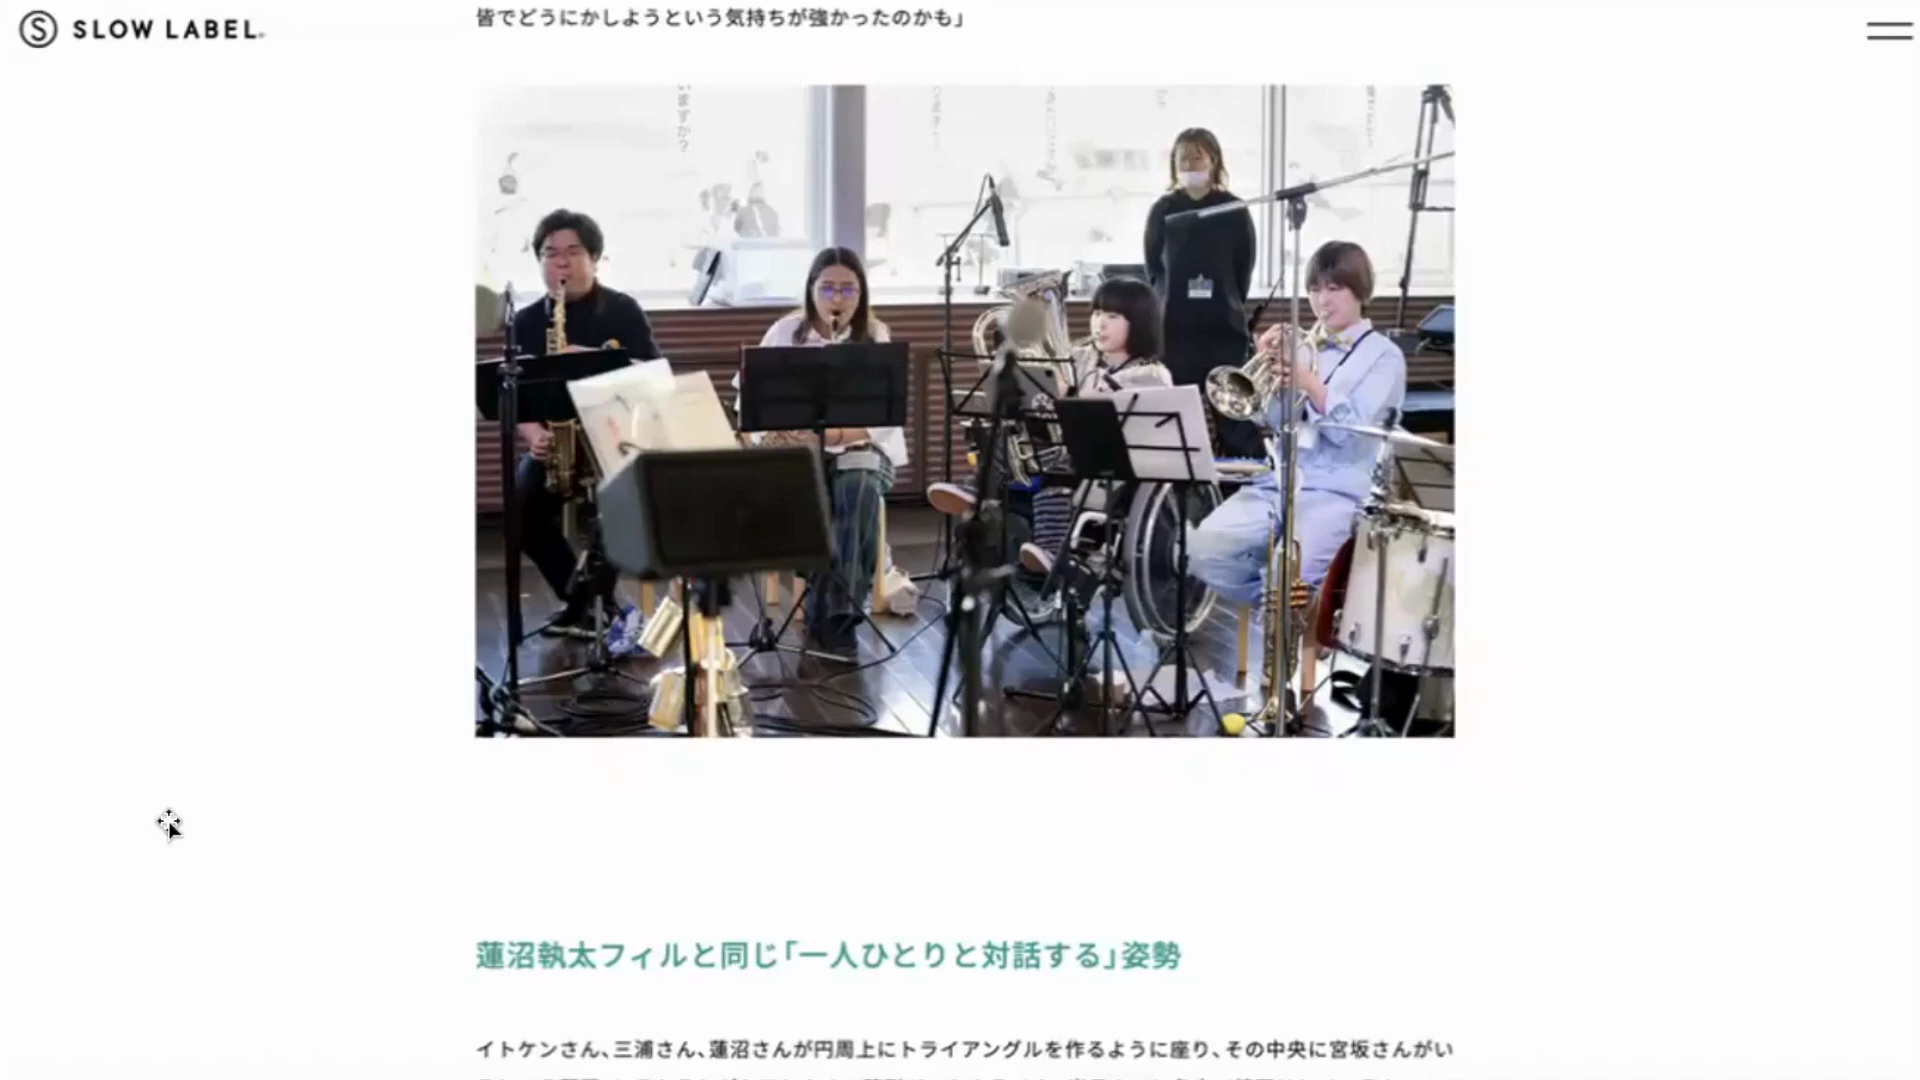 SLOW LABEL
皆でどうにかしようという気持ちが強かったのかも」
いますか?
蓮沼執太フィルと同じ「一人ひとりと対話する」姿勢
イトケンさん、三浦さん、蓮沼さんが円周上にトライアングルを作るように座り、その中央に宮坂さんがい